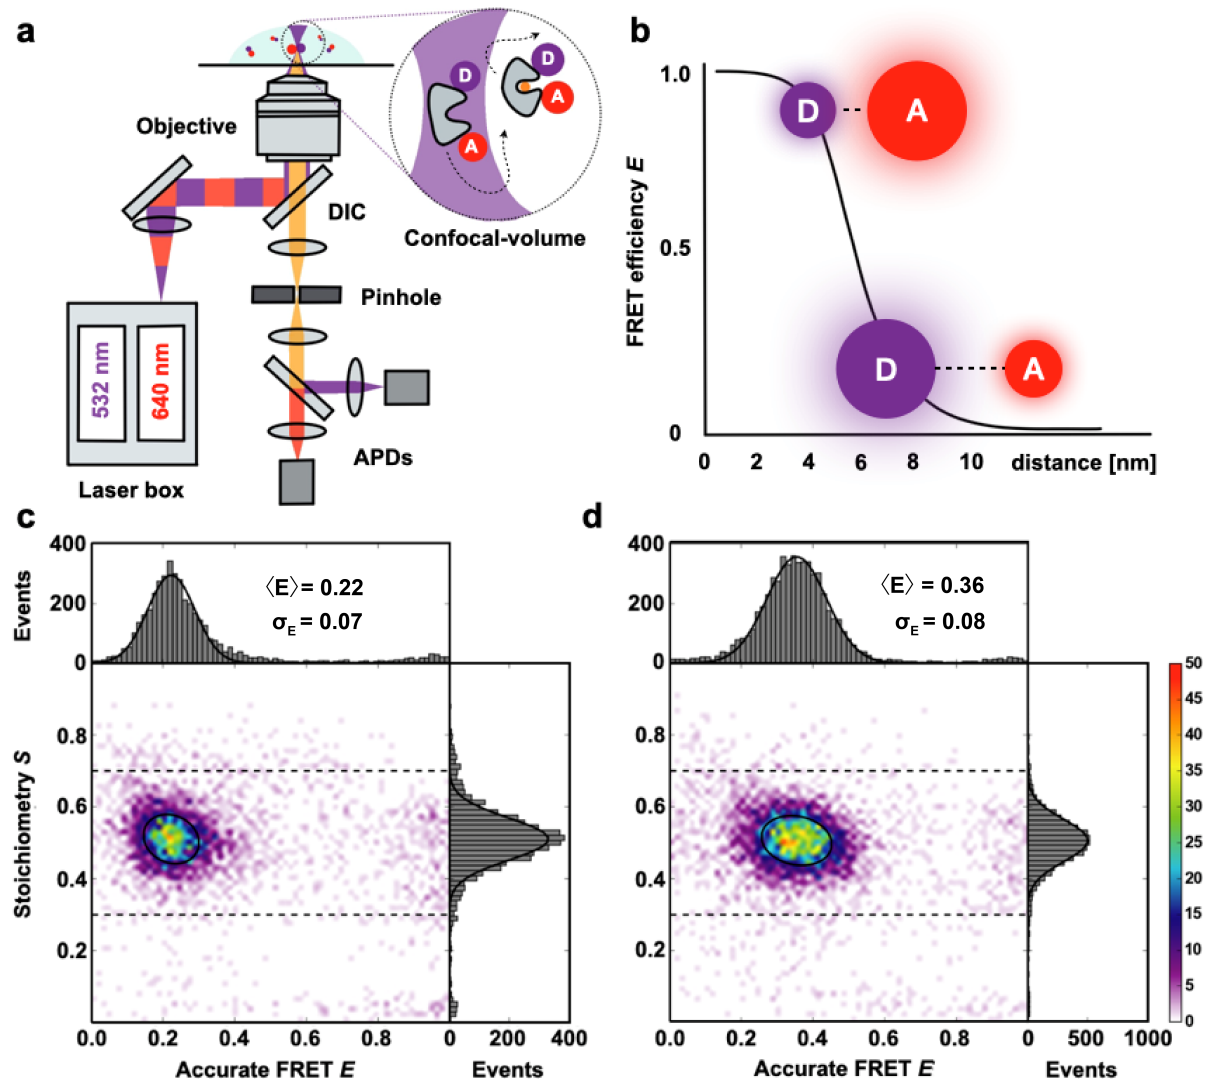 a
Objective
DIC
D
A
D
A
Confocal-volume
Pinhole
532 nm
640 nm
Laser box
APDs
b
FRET efficiency E
1.0
0.5
0
D
A
D
A
0 2 4 6 8 10 distance [nm]
c
Events
400
200
0
⟨E⟩ = 0.22
σE = 0.07
Stoichiometry S
0.8
0.6
0.4
0.2
0.0 0.2 0.4 0.6 0.8 0 200 400
Accurate FRET E Events
0 200 400
d
400
200
0
⟨E⟩ = 0.36
σE = 0.08
0.8
0.6
0.4
0.2
0.0 0.2 0.4 0.6 0.8 0 500 1000
Accurate FRET E Events
0 500 1000
50
45
40
35
30
25
20
15
10
5
0